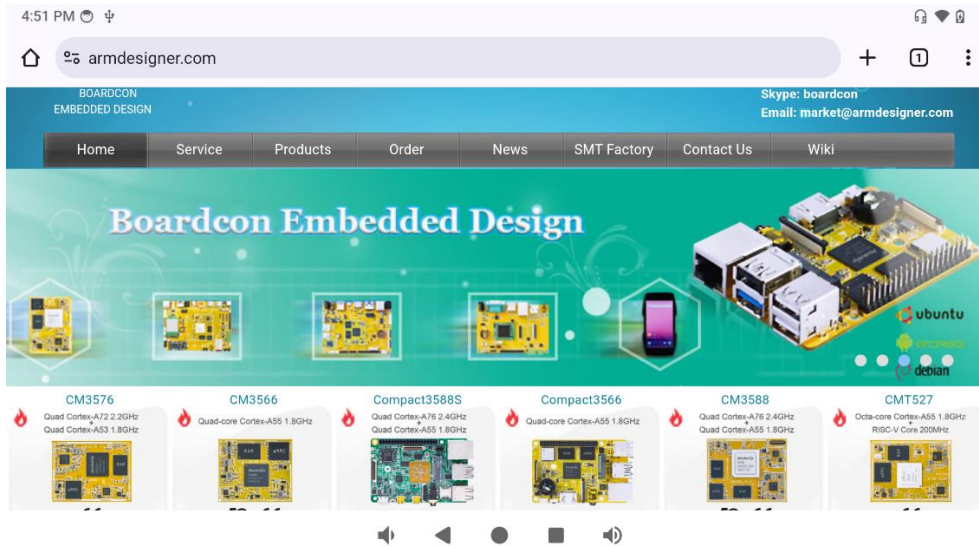 4:51 PM
armdesigner.com
1
BOARDCON
EMBEDDED DESIGN
Skype: boardcon
Email: market@armdesigner.com
Home Service Products Order News SMT Factory Contact Us Wiki
Boardcon Embedded Design
ubuntu
ANDROID
debian
CM3576 CM3566 Compact3588S Compact3566 CM3588 CMT527
Quad Cortex-A72 2.2GHz
+
Quad Cortex-A53 1.8GHz
Quad-core Cortex-A55 1.8GHz
Quad Cortex-A76 2.4GHz
+
Quad Cortex-A55 1.8GHz
Quad-core Cortex-A55 1.8GHz
Quad Cortex-A76 2.4GHz
+
Quad Cortex-A55 1.8GHz
Octa-core Cortex-A55 1.8GHz
+
RISC-V Core 200MHz